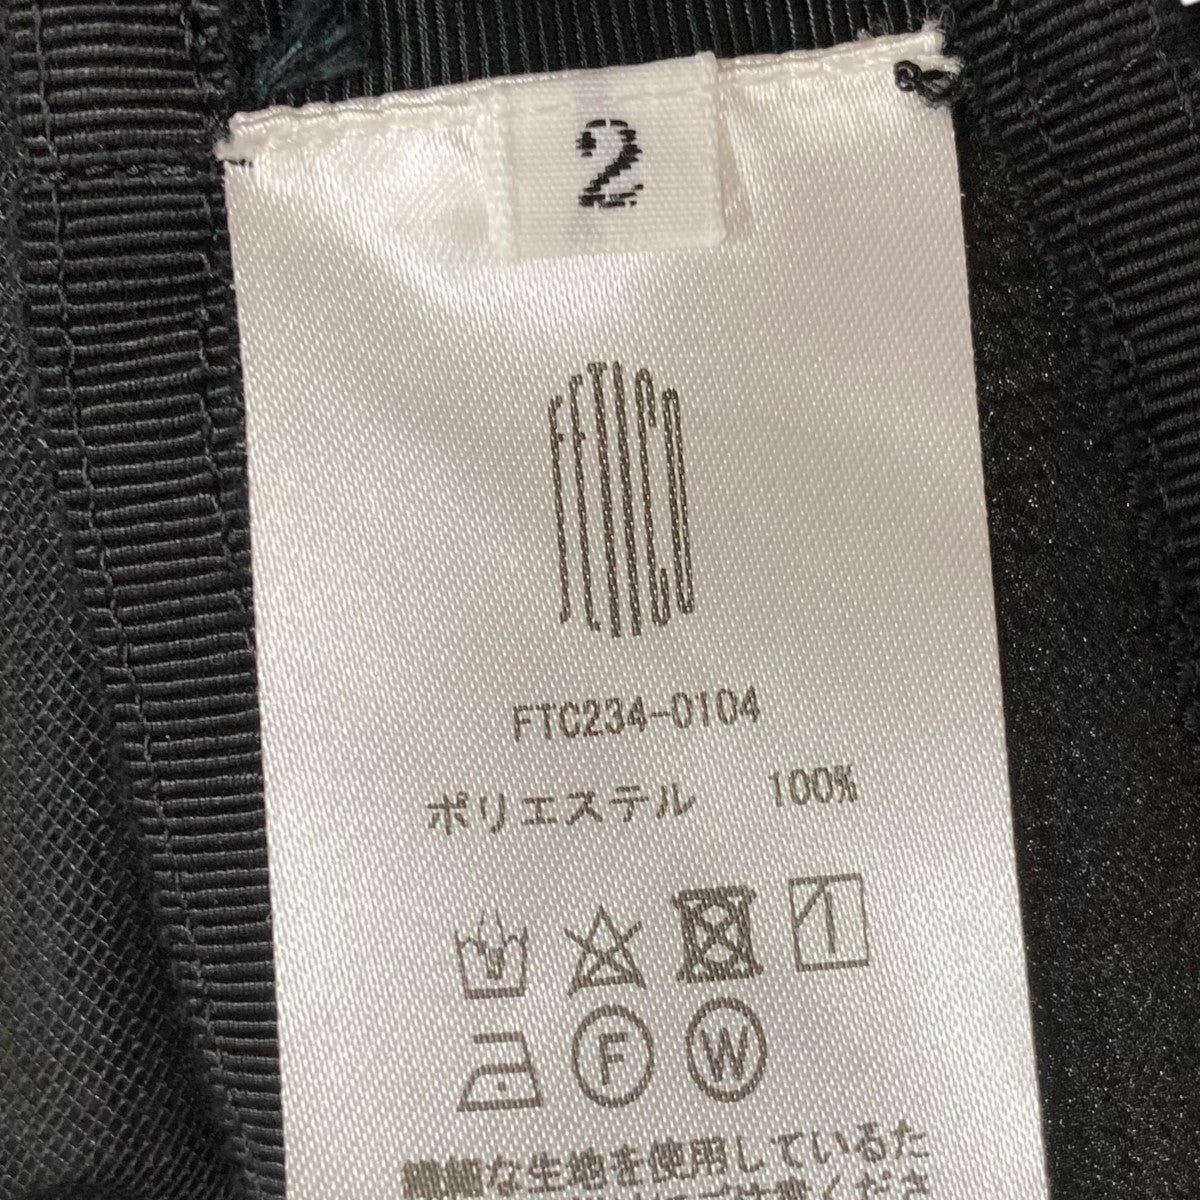 2
FETICO
FTC234-0104
ポリエステル 100%
F W
繊細な生地を使用しているた